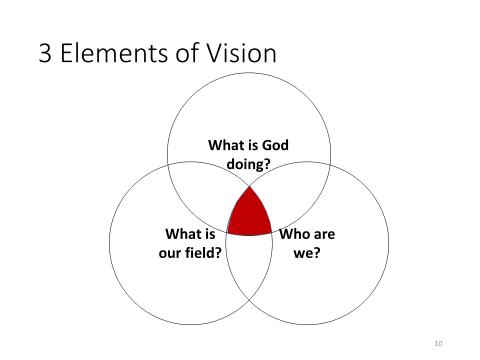 3 Elements of Vision
What is God
doing?
What is
our field?
Who are
we?
10